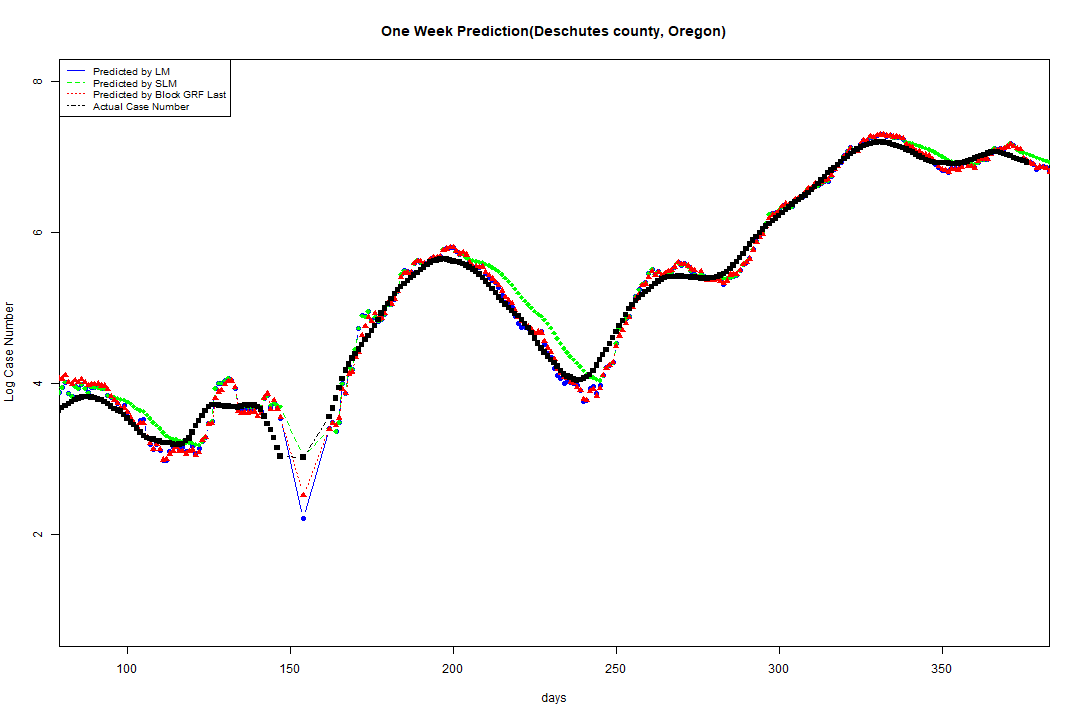 One Week Prediction(Deschutes county, Oregon)
Predicted by LM
Predicted by SLM
Predicted by Block GRF Last
Actual Case Number
8
6
4
2
Log Case Number
100 150 200 250 300 350
days